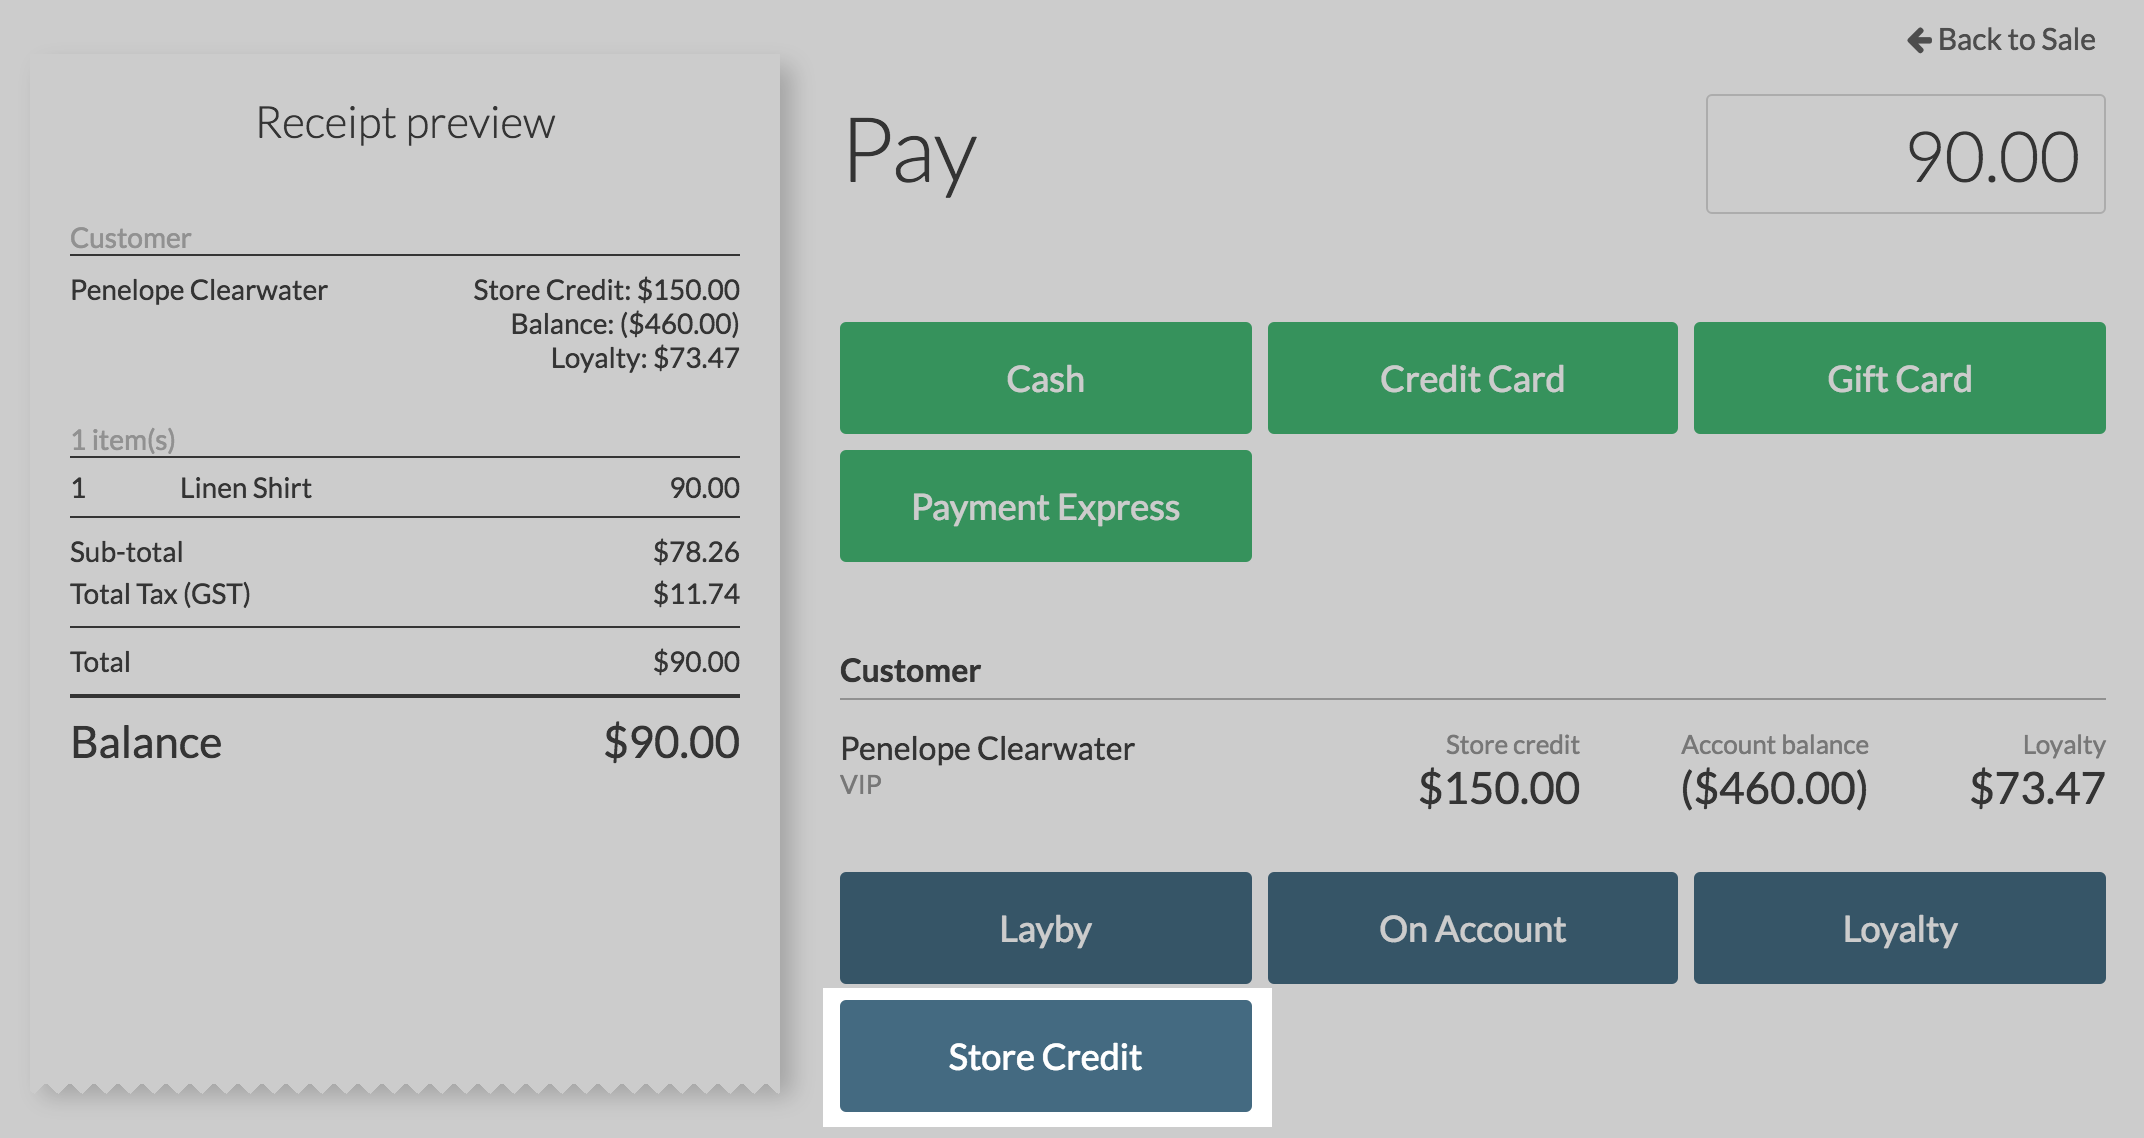 Back to Sale
Receipt preview
Customer
Penelope Clearwater Store Credit: $150.00
Balance: ($460.00)
Loyalty: $73.47
1 item(s)
1 Linen Shirt 90.00
Sub-total $78.26
Total Tax (GST) $11.74
Total $90.00
Balance $90.00
Pay 90.00
Cash Credit Card Gift Card
Payment Express
Customer
Penelope Clearwater Store credit Account balance Loyalty
VIP $150.00 ($460.00) $73.47
Layby On Account Loyalty
Store Credit